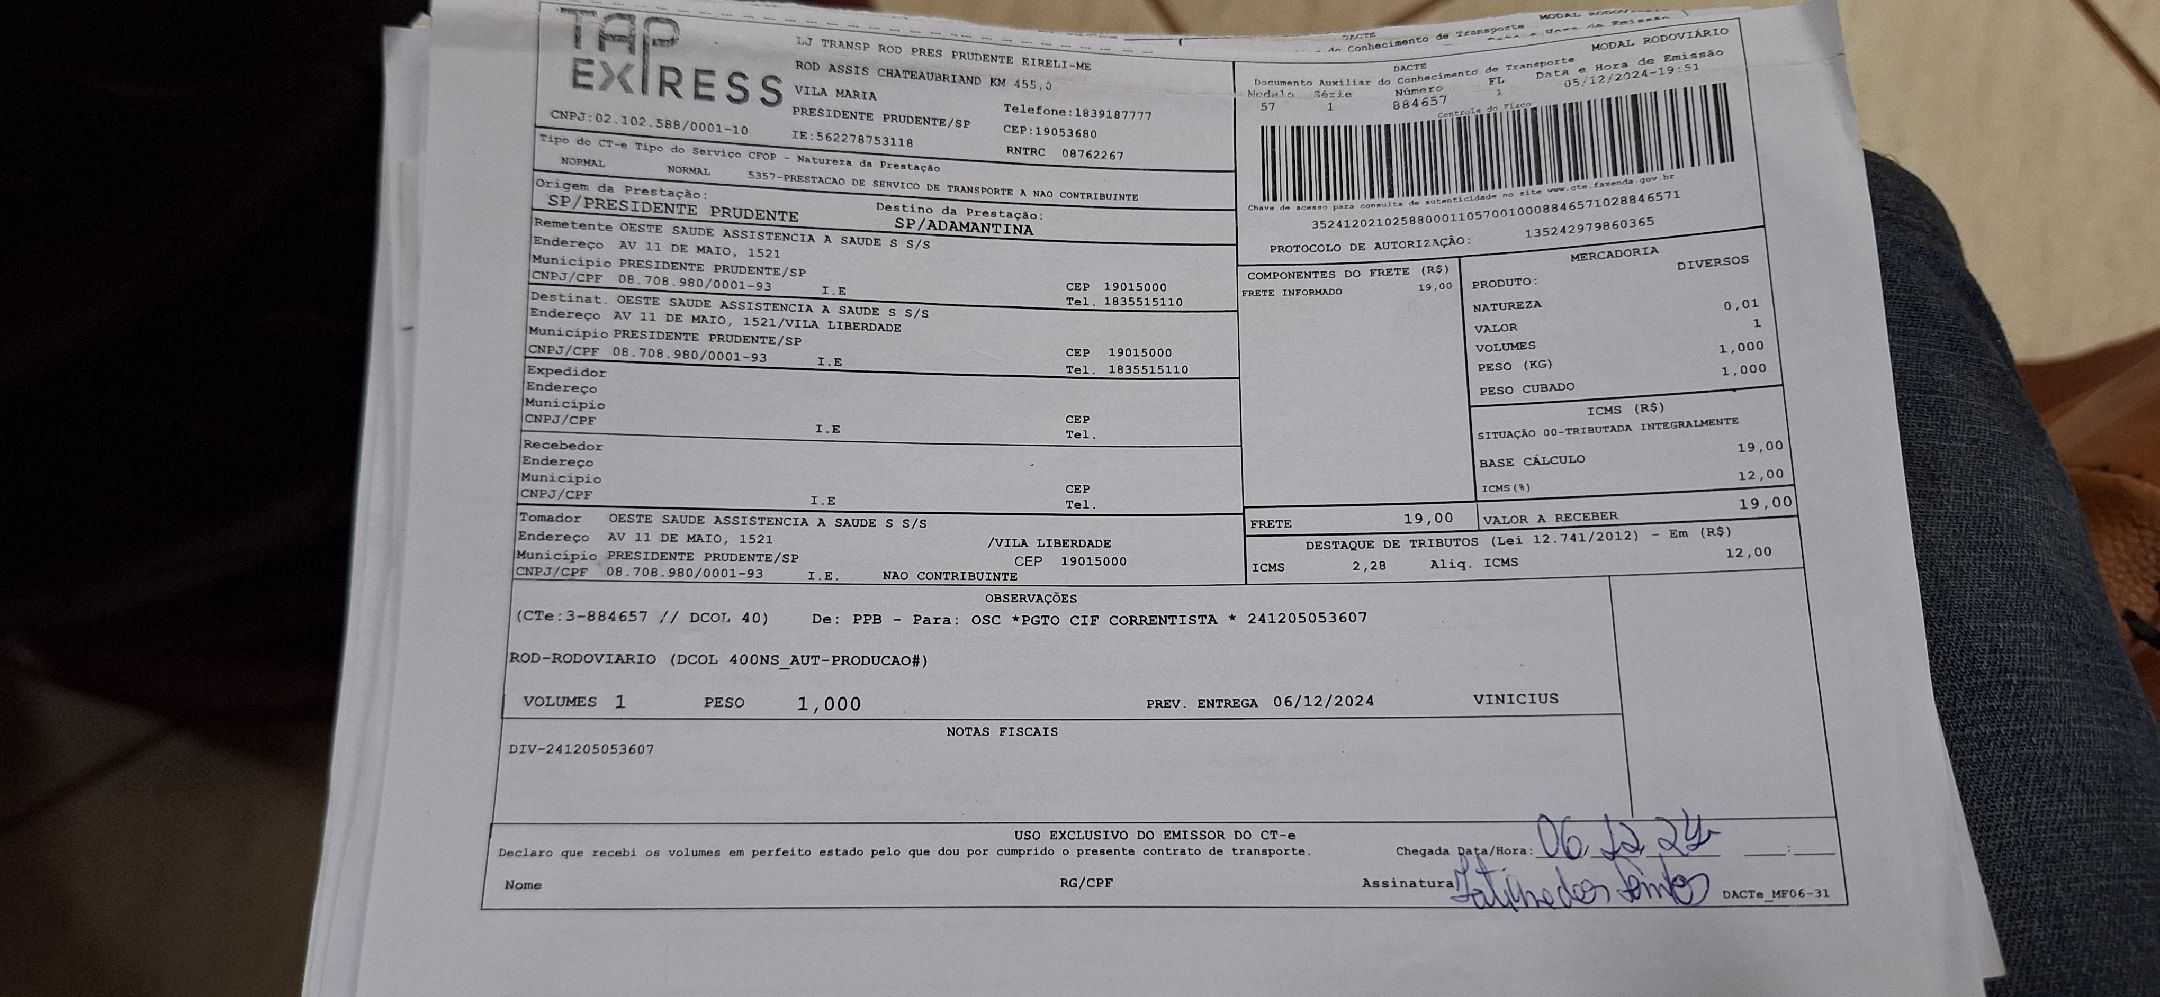 DACTE
MODAL RODOVIÁRIO
do Conhecimento de Transporte
TAP
EXPRESS
LJ TRANSP ROD PRES PRUDENTE EIRELI-ME
ROD ASSIS CHATEAUBRIAND KM 455,0
VILA MARIA
PRESIDENTE PRUDENTE/SP
Telefone:1839187777
CEP:19053680
CNPJ:02.102.588/0001-10
IE:562278753118
RNTRC 08762267
DACTE
MODAL RODOVIÁRIO
Documento Auxiliar do Conhecimento de Transporte
Modelo Série Número FL Data e Hora de Emissão
57 1 884657 1 05/12/2024-19:51
Controle do Fisco
Chave de acesso para consulta de autenticidade no site www.cte.fazenda.gov.br
35241202102588000110570010008846571028846571
PROTOCOLO DE AUTORIZAÇÃO: 135242979860365
Tipo do CT-e Tipo do Serviço CFOP - Natureza da Prestação
NORMAL NORMAL 5357-PRESTACAO DE SERVICO DE TRANSPORTE A NAO CONTRIBUINTE
Origem da Prestação: Destino da Prestação:
SP/PRESIDENTE PRUDENTE SP/ADAMANTINA
Remetente OESTE SAUDE ASSISTENCIA A SAUDE S S/S
Endereço AV 11 DE MAIO, 1521
Município PRESIDENTE PRUDENTE/SP CEP 19015000
CNPJ/CPF 08.708.980/0001-93 I.E Tel. 1835515110
Destinat. OESTE SAUDE ASSISTENCIA A SAUDE S S/S
Endereço AV 11 DE MAIO, 1521/VILA LIBERDADE
Município PRESIDENTE PRUDENTE/SP CEP 19015000
CNPJ/CPF 08.708.980/0001-93 I.E Tel. 1835515110
Expedidor
Endereço
Município CEP
CNPJ/CPF I.E Tel.
Recebedor
Endereço
Município CEP
CNPJ/CPF I.E Tel.
Tomador OESTE SAUDE ASSISTENCIA A SAUDE S S/S
Endereço AV 11 DE MAIO, 1521 /VILA LIBERDADE
Município PRESIDENTE PRUDENTE/SP CEP 19015000
CNPJ/CPF 08.708.980/0001-93 I.E. NAO CONTRIBUINTE
COMPONENTES DO FRETE (R$)
FRETE INFORMADO 19,00
MERCADORIA
PRODUTO: DIVERSOS
NATUREZA
VALOR 0,01
VOLUMES 1
PESO (KG) 1,000
PESO CUBADO 1,000
ICMS (R$)
SITUAÇÃO 00-TRIBUTADA INTEGRALMENTE
BASE CÁLCULO 19,00
ICMS(%) 12,00
FRETE 19,00 VALOR A RECEBER 19,00
DESTAQUE DE TRIBUTOS (Lei 12.741/2012) - Em (R$)
ICMS 2,28 Aliq. ICMS 12,00
OBSERVAÇÕES
(CTe:3-884657 // DCOL 40) De: PPB - Para: OSC *PGTO CIF CORRENTISTA * 241205053607
ROD-RODOVIARIO (DCOL 400NS_AUT-PRODUCAO#)
VOLUMES 1 PESO 1,000 PREV. ENTREGA 06/12/2024 VINICIUS
NOTAS FISCAIS
DIV-241205053607
USO EXCLUSIVO DO EMISSOR DO CT-e
Declaro que recebi os volumes em perfeito estado pelo que dou por cumprido o presente contrato de transporte. Chegada Data/Hora: 06 12 24 :
Nome RG/CPF Assinatura dos Santos DACTe_MF06-31